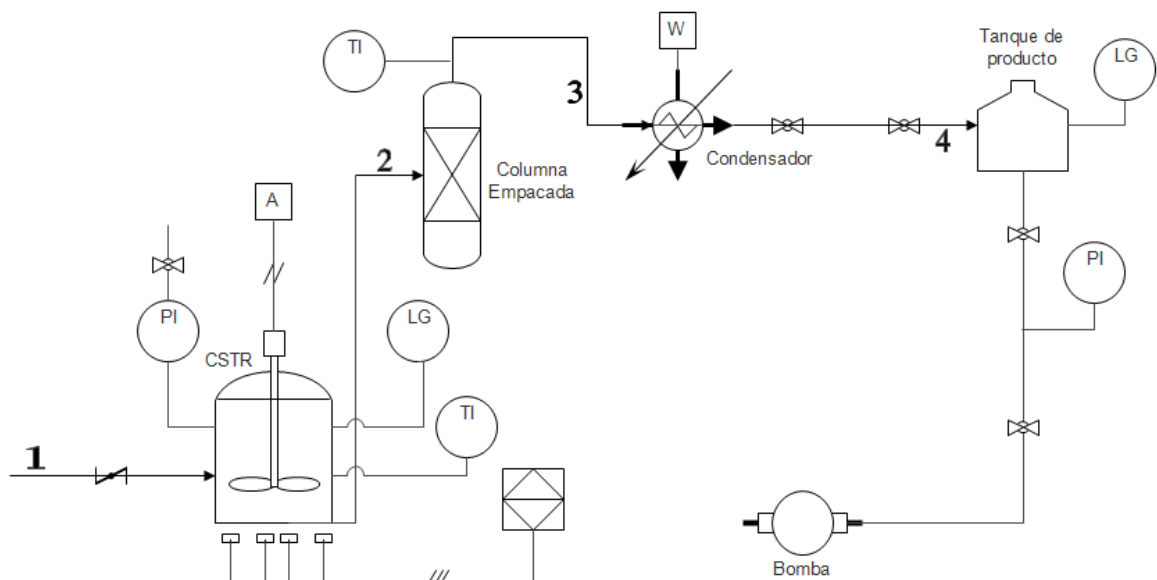 TI
W
Tanque de
producto
LG
3
2
4
Condensador
Columna
Empacada
A
PI
PI
LG
CSTR
TI
1
Bomba